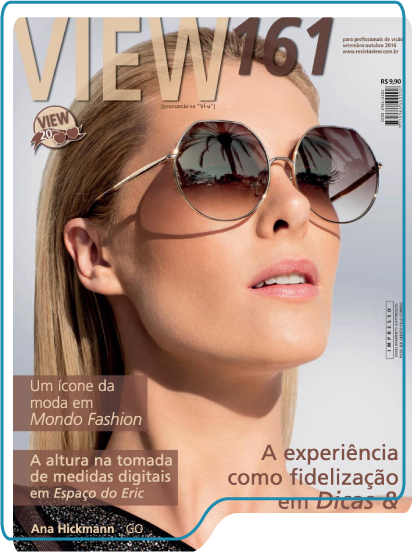 VIEW161
para profissionais de visão
setembro/outubro 2016
www.revistaview.com.br
[pronuncia-se "Ví-u"]
R$ 9,90
VIEW
20
IMPRESSO
Um ícone da
moda em
Mondo Fashion
A altura na tomada
de medidas digitais
em Espaço do Eric
A experiência
como fidelização
em Dicas &
Ana Hickmann GO